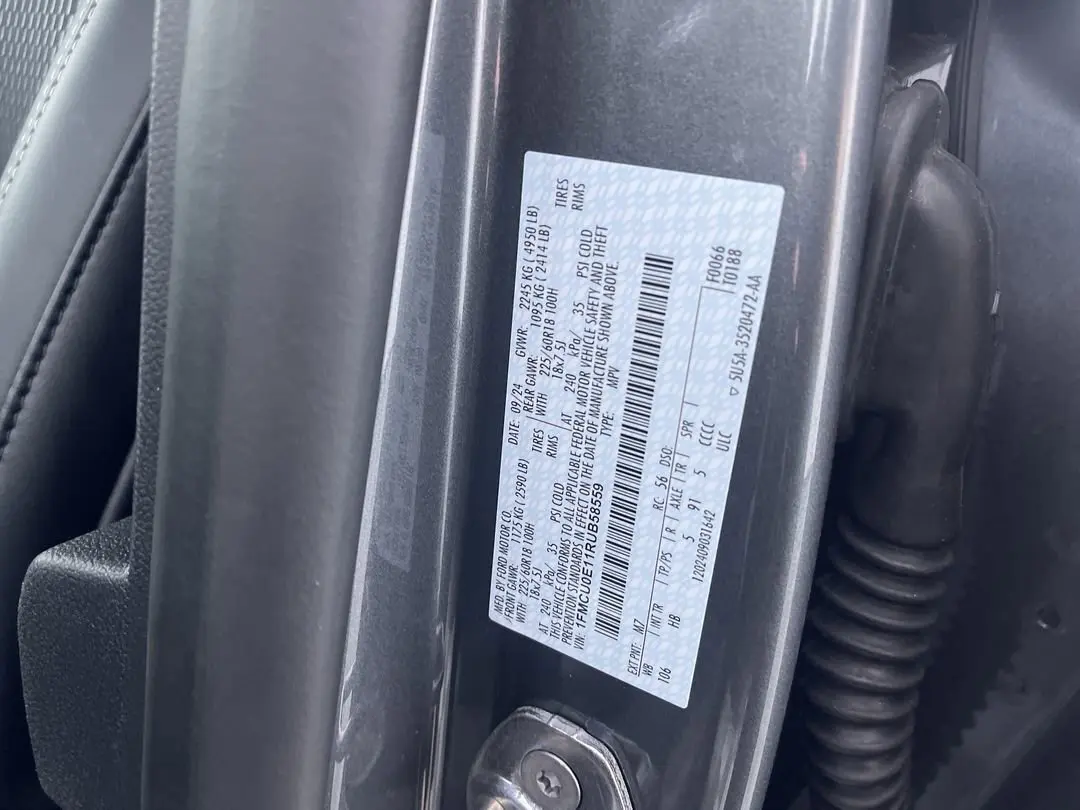 MFD. BY FORD MOTOR CO. DATE: 09/24 GVWR: 2245 KG ( 4950 LB)
FRONT GAWR: 1175 KG ( 2590 LB) REAR GAWR: 1095 KG ( 2414 LB)
WITH 225/60R18 100H TIRES WITH 225/60R18 100H TIRES
18x7.5J RIMS 18x7.5J RIMS
AT 240 kPa/ 35 PSI COLD AT 240 kPa/ 35 PSI COLD
THIS VEHICLE CONFORMS TO ALL APPLICABLE FEDERAL MOTOR VEHICLE SAFETY AND THEFT
PREVENTION STANDARDS IN EFFECT ON THE DATE OF MANUFACTURE SHOWN ABOVE.
VIN: 1FMCU0E11RUB58559 TYPE: MPV
EXT PNT: M7 RC: 56 DSO: F0066
WB INT TR TP/PS R AXLE TR SPR T0188
106 HB 5 91 5 CCCC
1202409031642 ULC ▽ 5U5A-3520472-AA